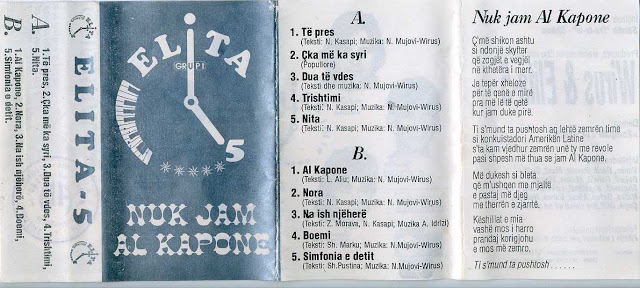 A.
1.Të pres, 2.Çka më ka syri, 3.Dua të vdes, 4.Trishtimi,
5.Nita.
B.
1.Al Kapone, 2.Nora, 3.Na ish njëherë, 4.Boemi,
5.Simfonia e detit.
ELITA-5
ELITA
GRUPI
5
NUK JAM
AL KAPONE
A.
1. Të pres
(Teksti: N. Kasapi; Muzika: N. Mujovi-Wirus)
2. Çka më ka syri
(Popullore)
3. Dua të vdes
(Teksti dhe muzika: N. Mujovi-Wirus)
4. Trishtimi
(Teksti: N. Kasapi; Muzika: N. Mujovi-Wirus)
5. Nita
(Teksti: N. Kasapi; Muzika: N. Mujovi-Wirus)
B.
1. Al Kapone
(Teksti: L. Aliu; Muzika: N. Mujovi-Wirus)
2. Nora
(Teksti: N. Kasapi; Muzika: N. Mujovi-Wirus)
3. Na ish njëherë
(Teksti: Z. Morava, N. Kasapi; Muzika A. Idrizi)
4. Boemi
(Teksti: Sh. Marku; Muzika: N.Mujovi-Wirus)
5. Simfonia e detit
(Teksti: Sh.Pustina; Muzika: N.Mujovi-Wirus)
Nuk jam Al Kapone
Ç'më shikon ashtu
si ndonjë skyfter
që zogjët e vegjël
në kthetëra i merr.
Je tepër xheloze
për të qenë e mirë
pra më lë të qetë
kur jam duke pirë.
Ti s'mund ta pushtosh aq lehtë zemrën time
si konkuistadori Amerikën Latine
s'ta kam vjedhur zemrën unë ty me revole
pasi shpesh më thua se jam Al Kapone.
Më dukesh si bleta
që m'ushqen me mjaltë
e pastaj më djeg
me therrën e zjarrtë.
Këshillat e mia
vashë mos i harro
prandaj korigjohu
e mos më zemro.
Ti s'mund ta pushtosh......